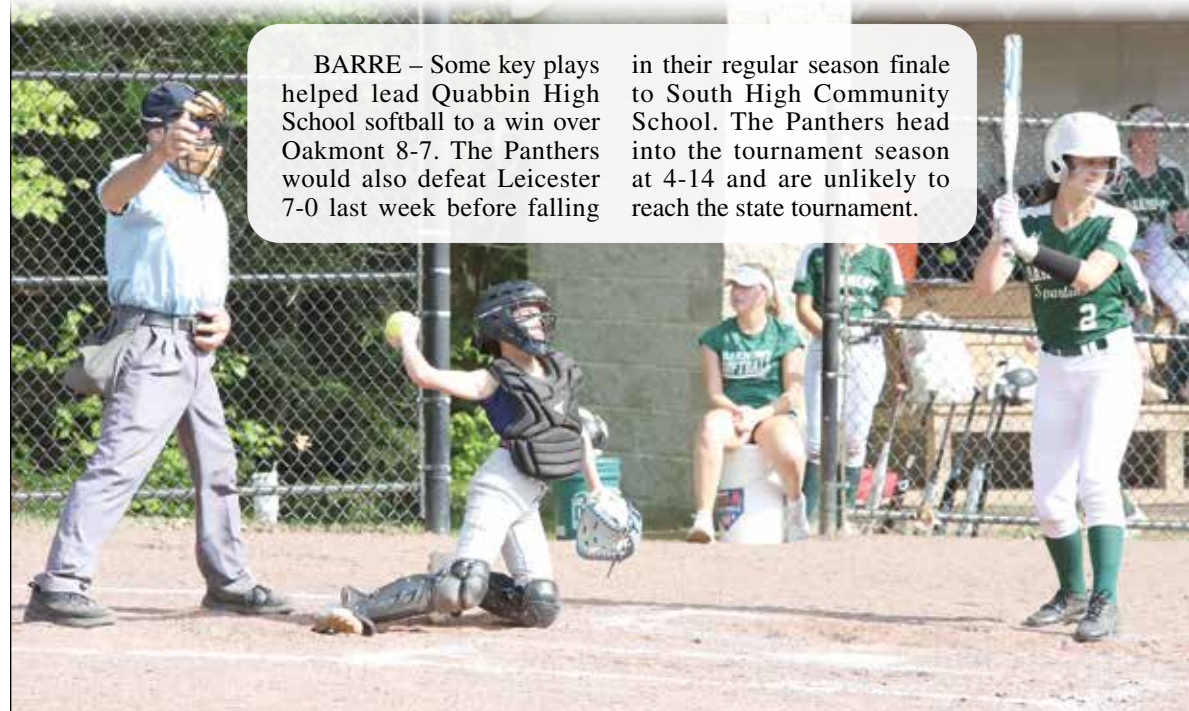 BARRE – Some key plays
helped lead Quabbin High
School softball to a win over
Oakmont 8-7. The Panthers
would also defeat Leicester
7-0 last week before falling
in their regular season finale
to South High Community
School. The Panthers head
into the tournament season
at 4-14 and are unlikely to
reach the state tournament.
Spartans
2